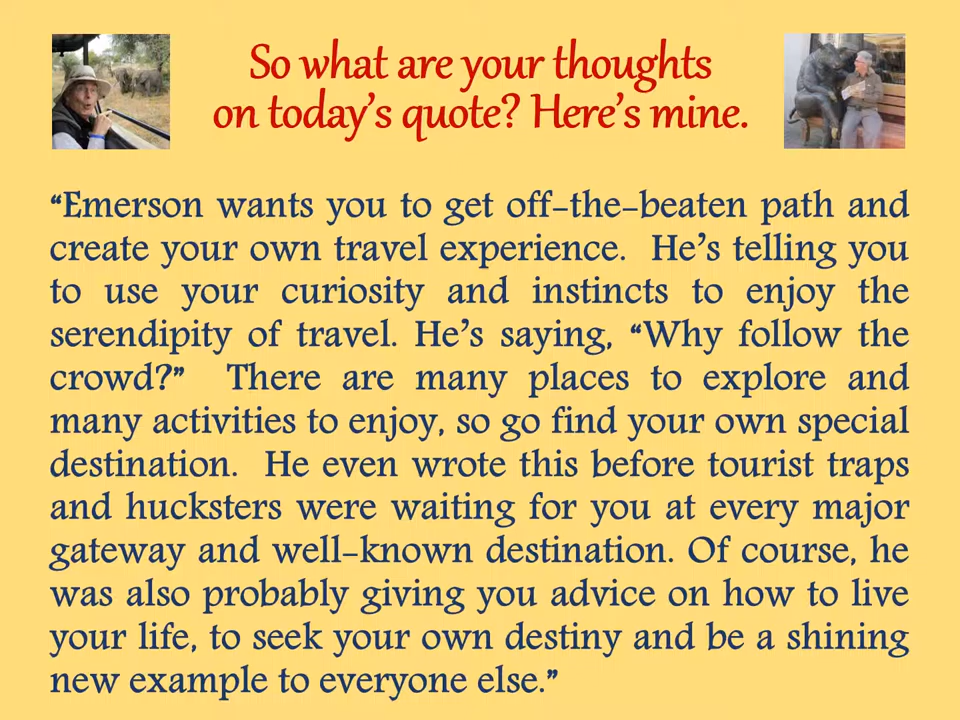 So what are your thoughts
on today’s quote? Here’s mine.
“Emerson wants you to get off-the-beaten path and
create your own travel experience.  He’s telling you
to use your curiosity and instincts to enjoy the
serendipity of travel. He’s saying, “Why follow the
crowd?”  There are many places to explore and
many activities to enjoy, so go find your own special
destination.  He even wrote this before tourist traps
and hucksters were waiting for you at every major
gateway and well-known destination. Of course, he
was also probably giving you advice on how to live
your life, to seek your own destiny and be a shining
new example to everyone else.”